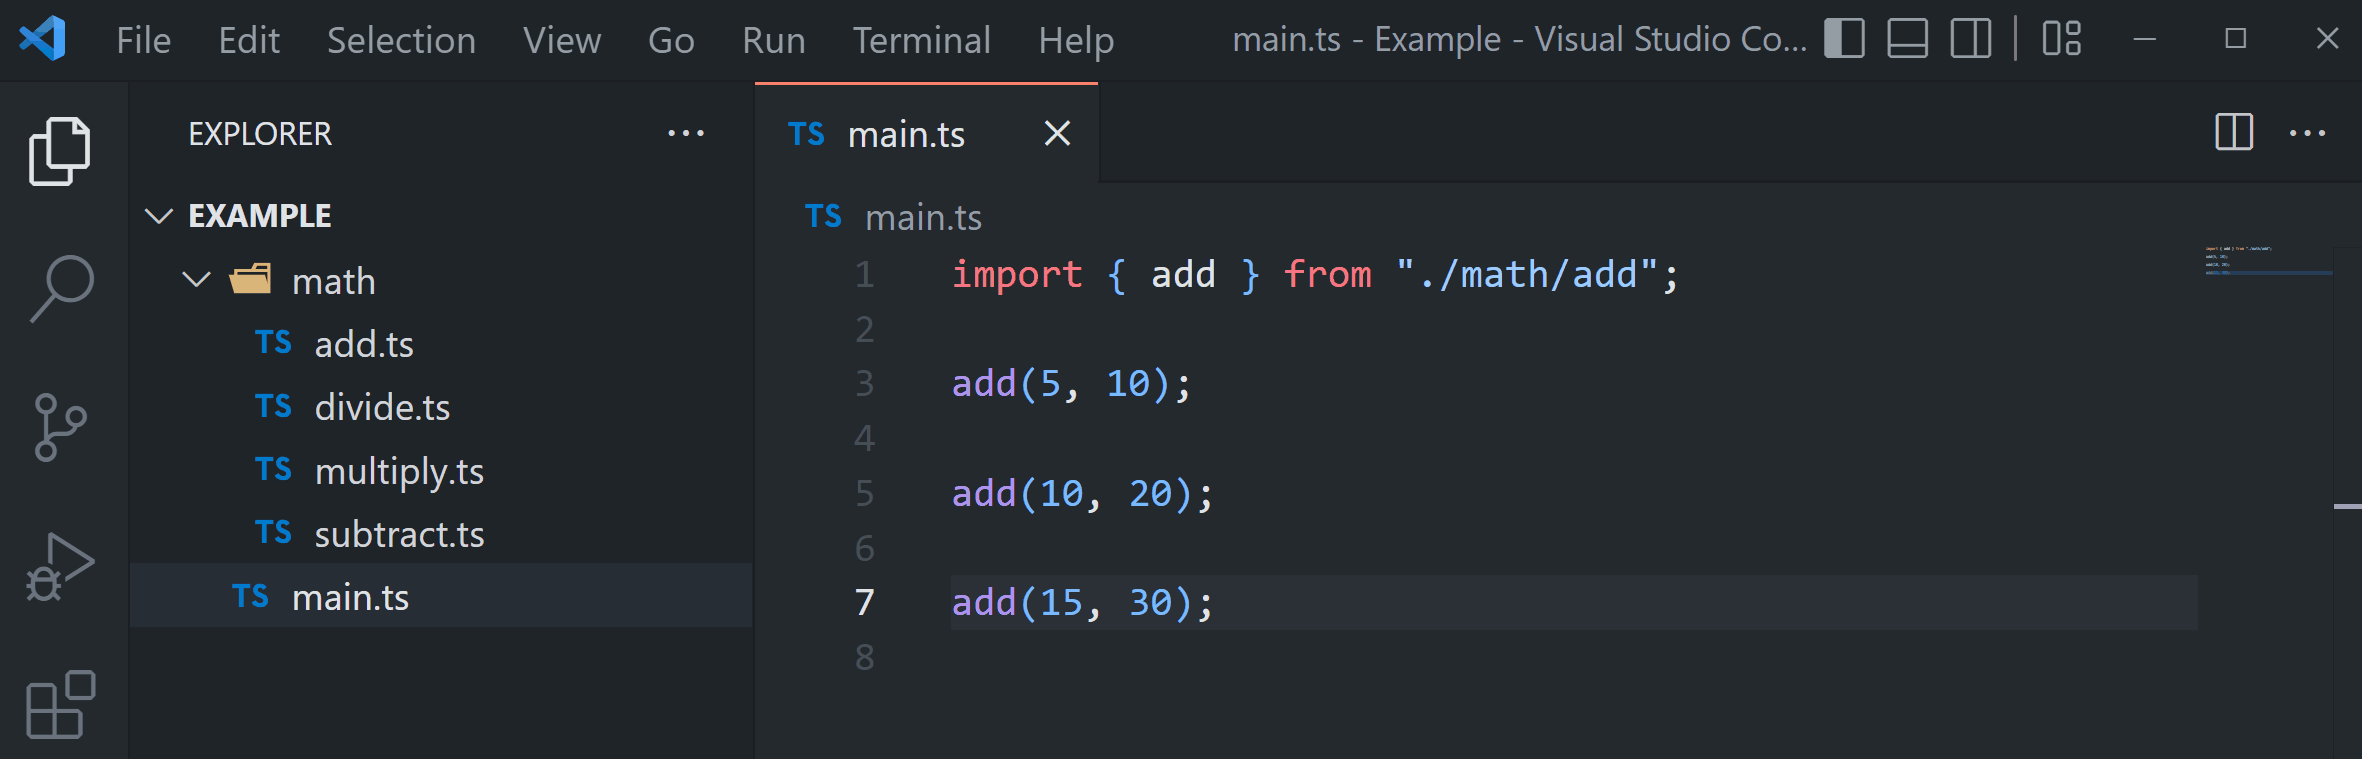 File Edit Selection View Go Run Terminal Help main.ts - Example - Visual Studio Co...
EXPLORER ...
EXAMPLE
math
TS add.ts
TS divide.ts
TS multiply.ts
TS subtract.ts
TS main.ts
TS main.ts
TS main.ts
1 import { add } from "./math/add";
2
3 add(5, 10);
4
5 add(10, 20);
6
7 add(15, 30);
8